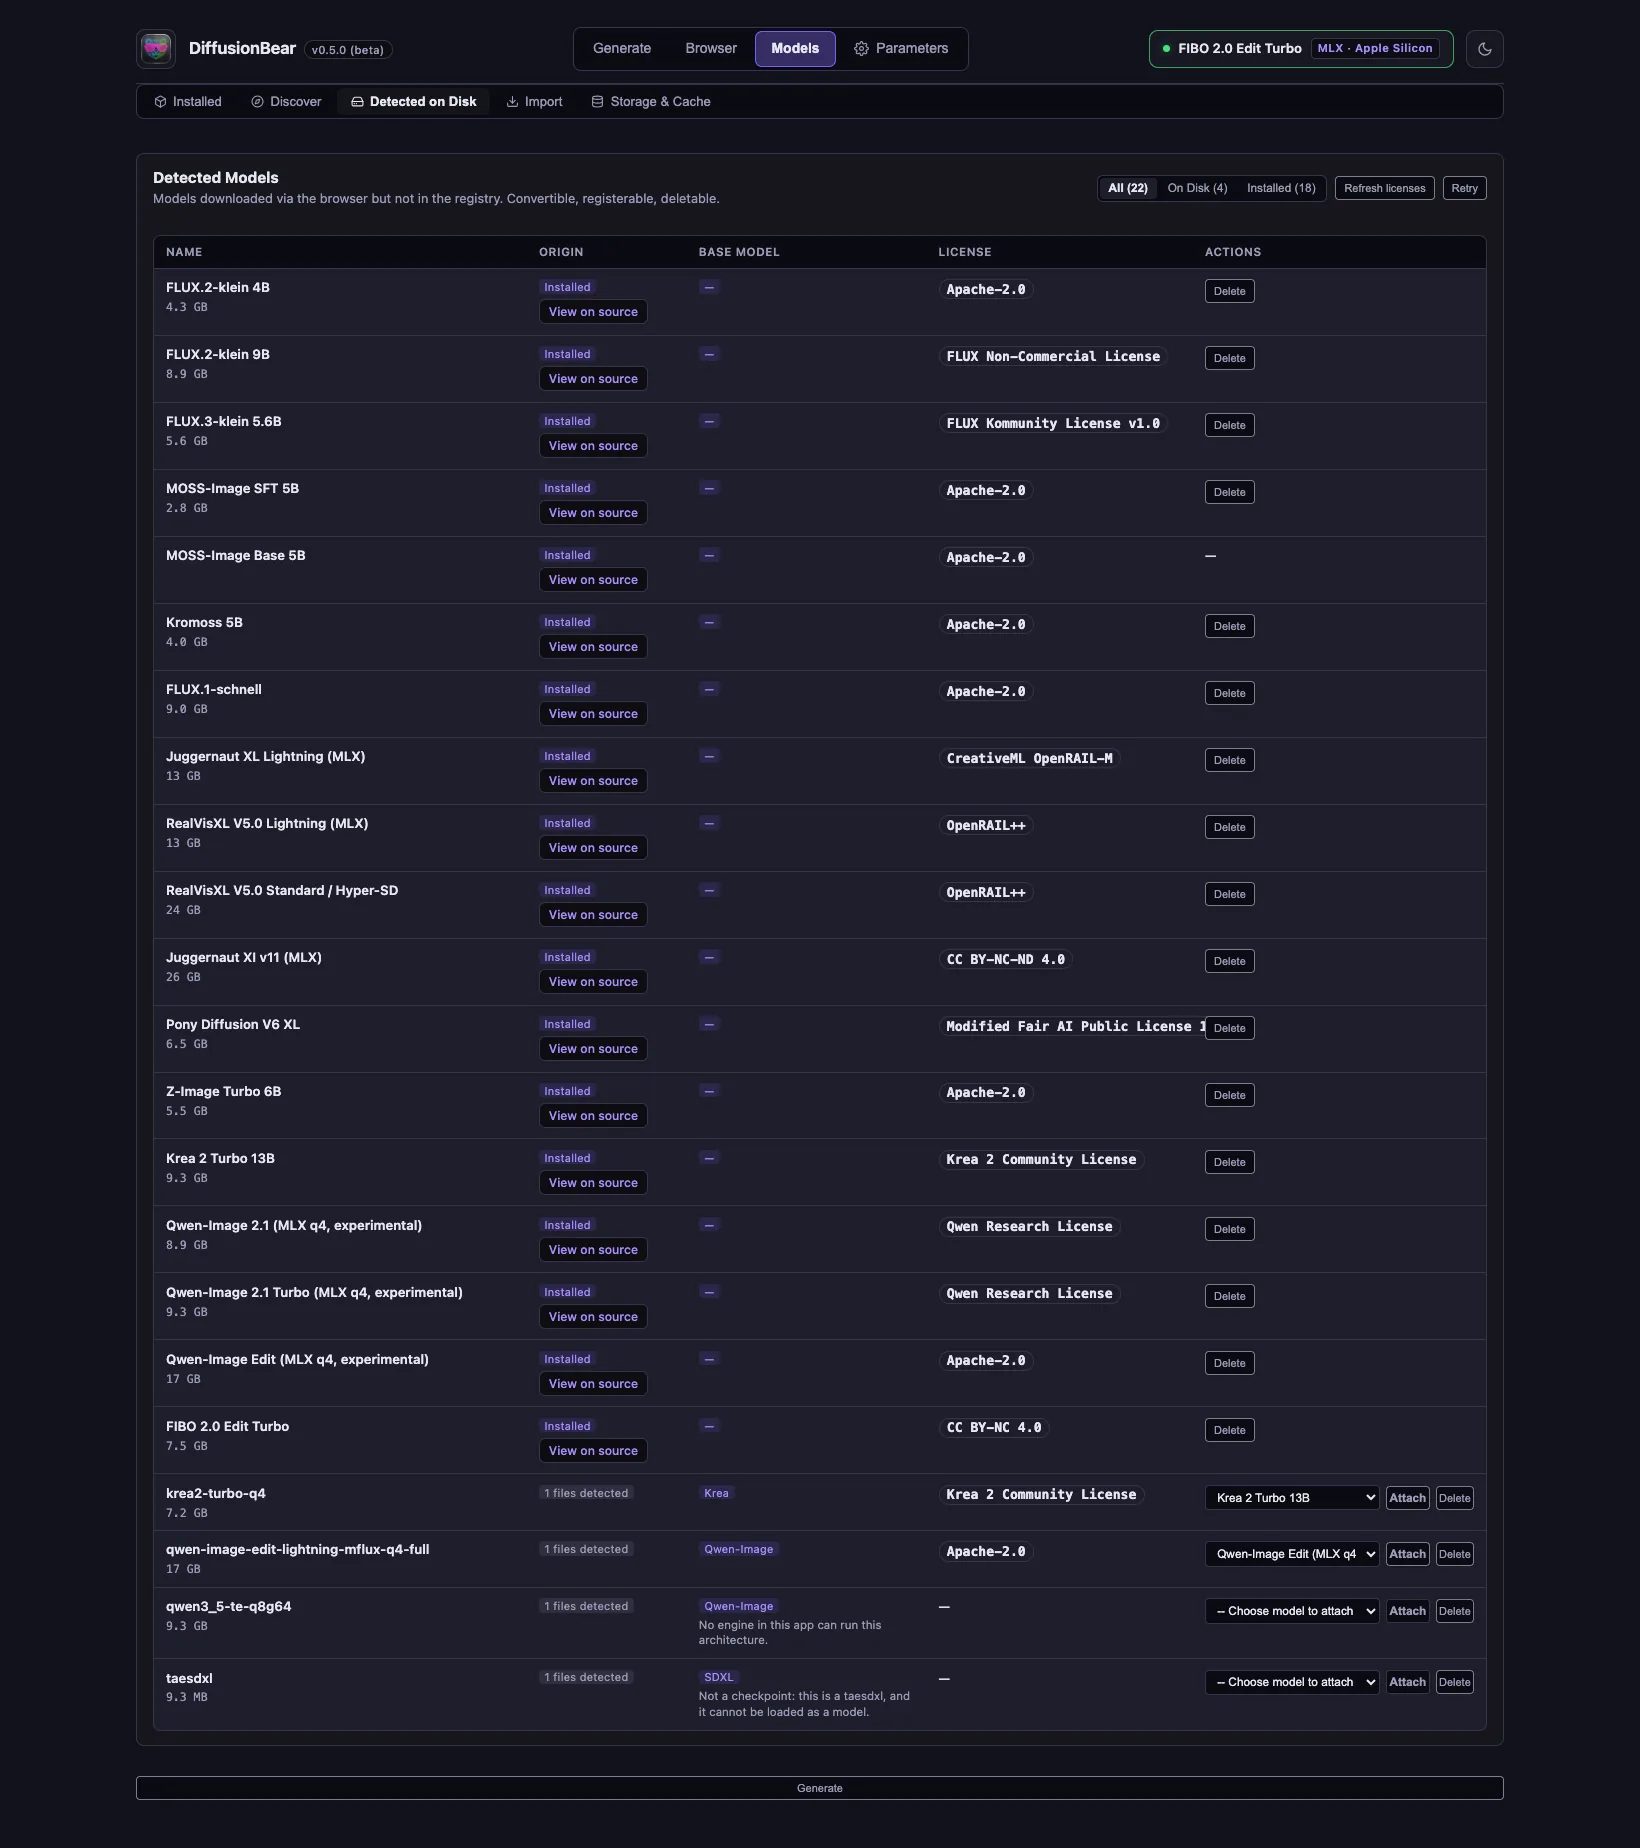 DiffusionBear v0.5.0 (beta)
Generate Browser Models Parameters
FIBO 2.0 Edit Turbo MLX · Apple Silicon
Installed Discover Detected on Disk Import Storage & Cache
Detected Models
Models downloaded via the browser but not in the registry. Convertible, registerable, deletable.
All (22) On Disk (4) Installed (18) Refresh licenses Retry
NAME ORIGIN BASE MODEL LICENSE ACTIONS
FLUX.2-klein 4B Installed — Apache-2.0 Delete
4.3 GB View on source
FLUX.2-klein 9B Installed — FLUX Non-Commercial License Delete
8.9 GB View on source
FLUX.3-klein 5.6B Installed — FLUX Kommunity License v1.0 Delete
5.6 GB View on source
MOSS-Image SFT 5B Installed — Apache-2.0 Delete
2.8 GB View on source
MOSS-Image Base 5B Installed — Apache-2.0 —
View on source
Kromoss 5B Installed — Apache-2.0 Delete
4.0 GB View on source
FLUX.1-schnell Installed — Apache-2.0 Delete
9.0 GB View on source
Juggernaut XL Lightning (MLX) Installed — CreativeML OpenRAIL-M Delete
13 GB View on source
RealVisXL V5.0 Lightning (MLX) Installed — OpenRAIL++ Delete
13 GB View on source
RealVisXL V5.0 Standard / Hyper-SD Installed — OpenRAIL++ Delete
24 GB View on source
Juggernaut XI v11 (MLX) Installed — CC BY-NC-ND 4.0 Delete
26 GB View on source
Pony Diffusion V6 XL Installed — Modified Fair AI Public License 1 Delete
6.5 GB View on source
Z-Image Turbo 6B Installed — Apache-2.0 Delete
5.5 GB View on source
Krea 2 Turbo 13B Installed — Krea 2 Community License Delete
9.3 GB View on source
Qwen-Image 2.1 (MLX q4, experimental) Installed — Qwen Research License Delete
8.9 GB View on source
Qwen-Image 2.1 Turbo (MLX q4, experimental) Installed — Qwen Research License Delete
9.3 GB View on source
Qwen-Image Edit (MLX q4, experimental) Installed — Apache-2.0 Delete
17 GB View on source
FIBO 2.0 Edit Turbo Installed — CC BY-NC 4.0 Delete
7.5 GB View on source
krea2-turbo-q4 1 files detected Krea Krea 2 Community License Krea 2 Turbo 13B Attach Delete
7.2 GB
qwen-image-edit-lightning-mflux-q4-full 1 files detected Qwen-Image Apache-2.0 Qwen-Image Edit (MLX q4 Attach Delete
17 GB
qwen3_5-te-q8g64 1 files detected Qwen-Image — -- Choose model to attach Attach Delete
9.3 GB No engine in this app can run this
architecture.
taesdxl 1 files detected SDXL — -- Choose model to attach Attach Delete
9.3 MB Not a checkpoint: this is a taesdxl, and
it cannot be loaded as a model.
Generate